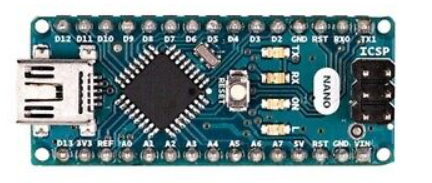 D12 D11 D10 D9 D8 D7 D6 D5 D4 D3 D2 GND RST RX0 TX1
TX
RX
ON
RESET
NANO
ICSP
D13 3V3 REF A0 A1 A2 A3 A4 A5 A6 A7 5V RST GND VIN